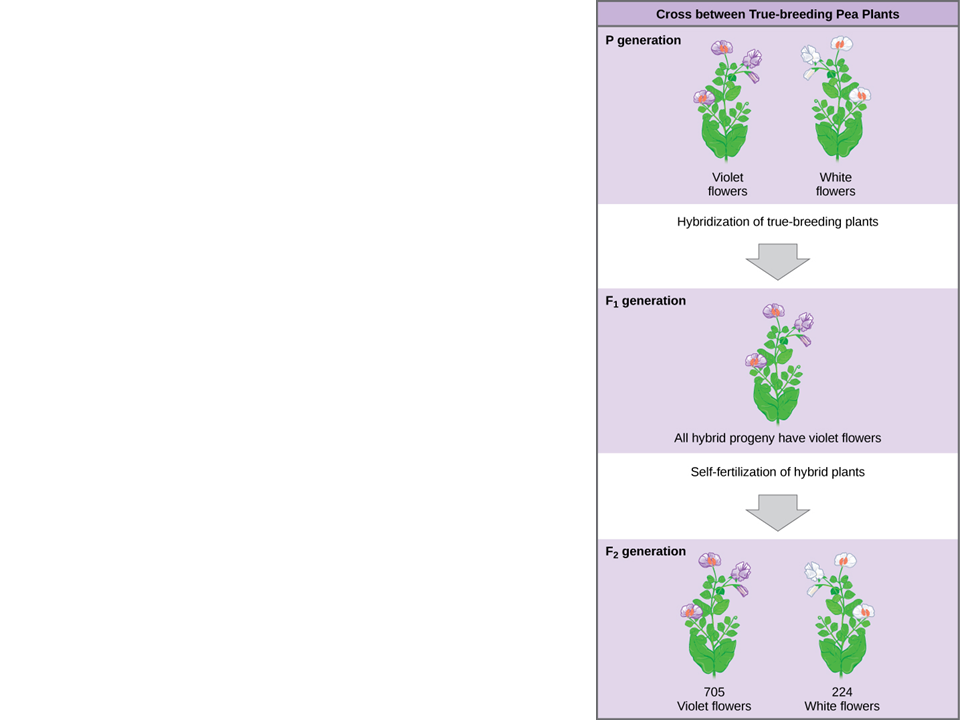 Cross between True-breeding Pea Plants
P generation
Violet
flowers
White
flowers
Hybridization of true-breeding plants
F₁ generation
All hybrid progeny have violet flowers
Self-fertilization of hybrid plants
F₂ generation
705
Violet flowers
224
White flowers